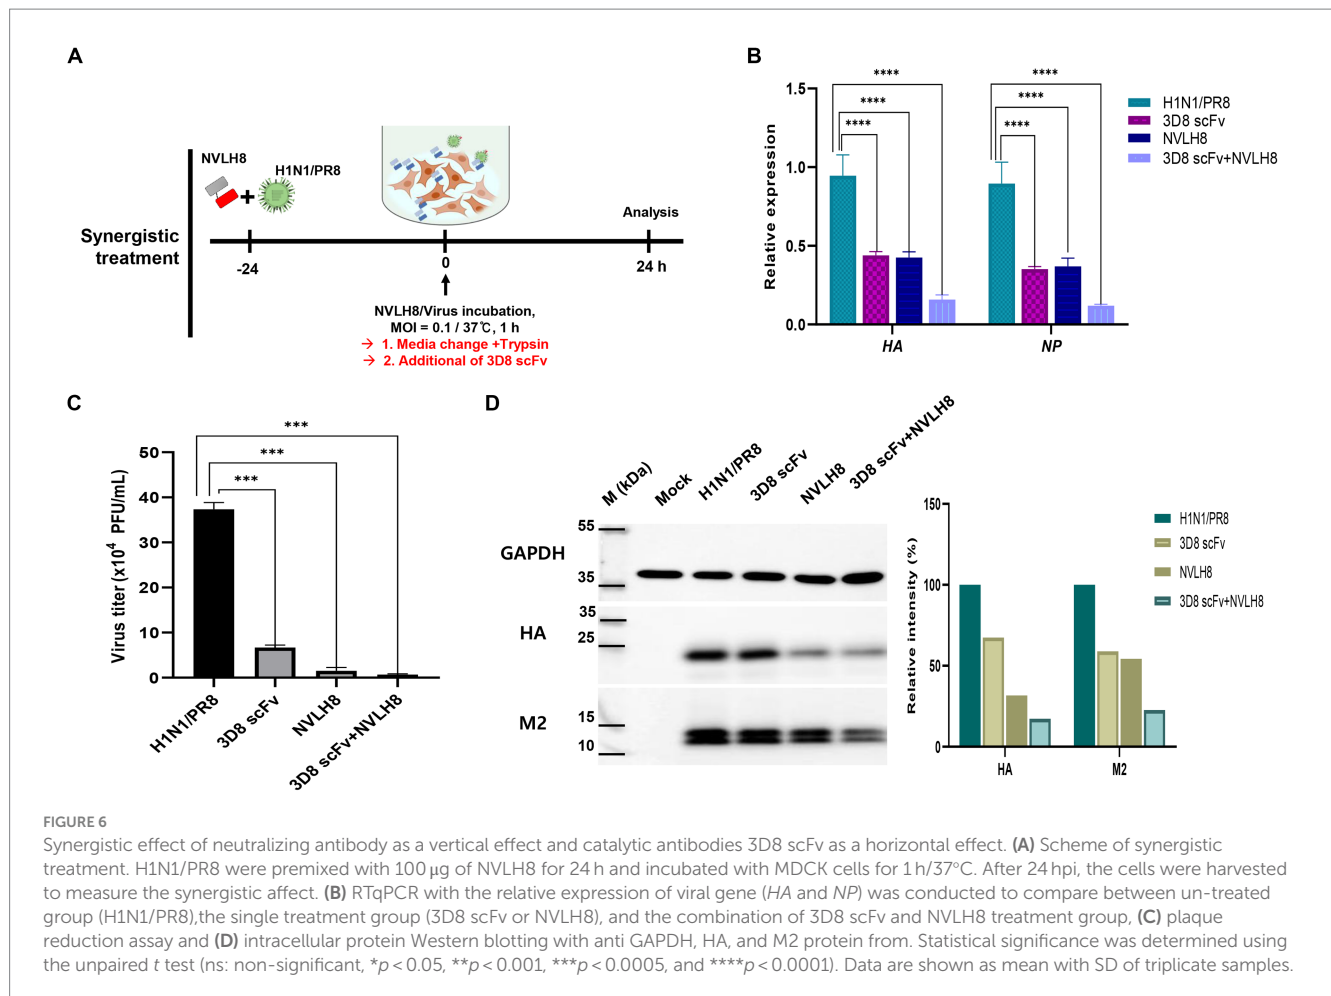 A
NVLH8
H1N1/PR8
+
Synergistic
treatment
-24
0
Analysis
24 h
NVLH8/Virus incubation,
MOI = 0.1 / 37℃, 1 h
→ 1. Media change +Trypsin
→ 2. Additional of 3D8 scFv
B
Relative expression
1.5
1.0
0.5
0.0
****
****
****
****
****
****
HA
NP
H1N1/PR8
3D8 scFv
NVLH8
3D8 scFv+NVLH8
C
Virus titer (x10⁴ PFU/mL)
50
40
30
20
10
0
***
***
***
H1N1/PR8
3D8 scFv
NVLH8
3D8 scFv+NVLH8
D
M (kDa)
Mock
H1N1/PR8
3D8 scFv
NVLH8
3D8 scFv+NVLH8
GAPDH
55
35
HA
35
25
M2
15
10
Relative intensity (%)
150
100
50
0
HA
M2
H1N1/PR8
3D8 scFv
NVLH8
3D8 scFv+NVLH8
FIGURE 6
Synergistic effect of neutralizing antibody as a vertical effect and catalytic antibodies 3D8 scFv as a horizontal effect. (A) Scheme of synergistic
treatment. H1N1/PR8 were premixed with 100 μg of NVLH8 for 24 h and incubated with MDCK cells for 1 h/37°C. After 24 hpi, the cells were harvested
to measure the synergistic affect. (B) RTqPCR with the relative expression of viral gene (HA and NP) was conducted to compare between un-treated
group (H1N1/PR8),the single treatment group (3D8 scFv or NVLH8), and the combination of 3D8 scFv and NVLH8 treatment group, (C) plaque
reduction assay and (D) intracellular protein Western blotting with anti GAPDH, HA, and M2 protein from. Statistical significance was determined using
the unpaired t test (ns: non-significant, *p < 0.05, **p < 0.001, ***p < 0.0005, and ****p < 0.0001). Data are shown as mean with SD of triplicate samples.